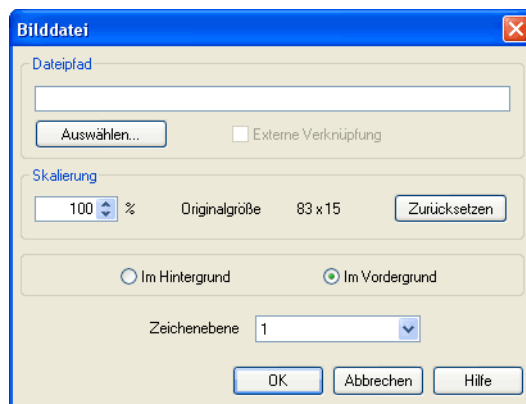 Bilddatei
Dateipfad
Auswählen... Externe Verknüpfung
Skalierung
100 % Originalgröße 83 x 15 Zurücksetzen
Im Hintergrund Im Vordergrund
Zeichenebene 1
OK Abbrechen Hilfe